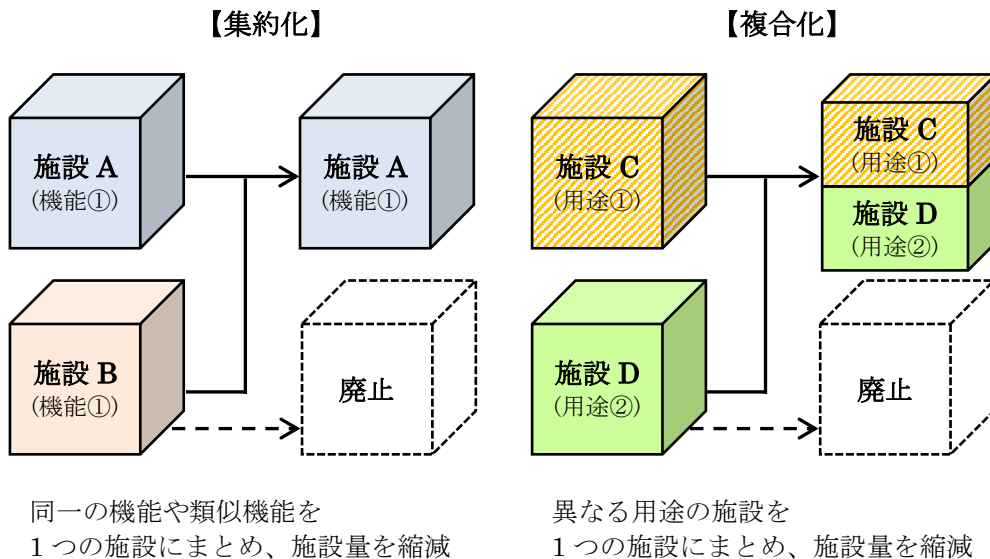 【集約化】
施設 A
(機能①)
施設 A
(機能①)
施設 B
(機能①)
廃止
同一の機能や類似機能を
1つの施設にまとめ、施設量を縮減
【複合化】
施設 C
(用途①)
施設 C
(用途①)
施設 D
(用途②)
施設 D
(用途②)
廃止
異なる用途の施設を
1つの施設にまとめ、施設量を縮減